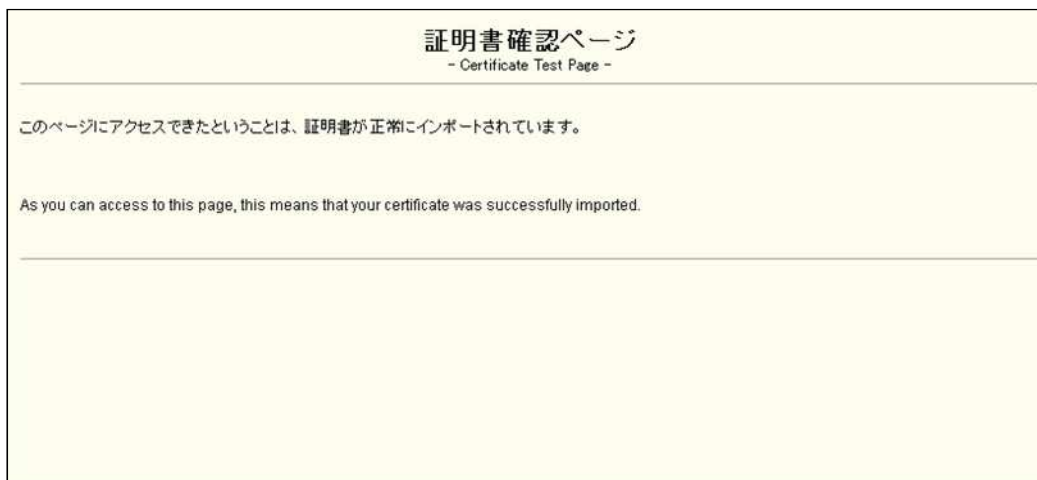 証明書確認ページ
- Certificate Test Page -
このページにアクセスできたということは、証明書が正常にインポートされています。
As you can access to this page, this means that your certificate was successfully imported.